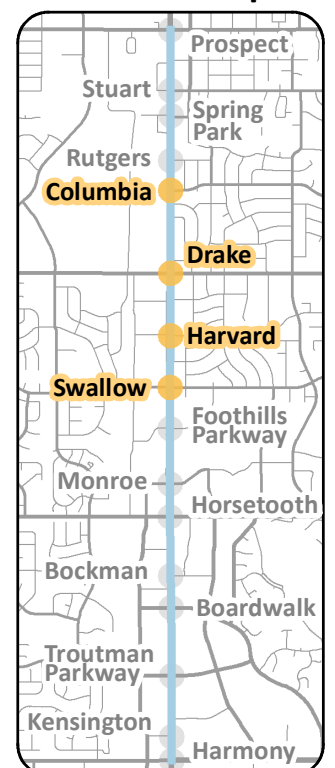 Prospect
Stuart
Spring
Park
Rutgers
Columbia
Drake
Harvard
Swallow
Foothills
Parkway
Monroe
Horsetooth
Bockman
Boardwalk
Troutman
Parkway
Kensington
Harmony